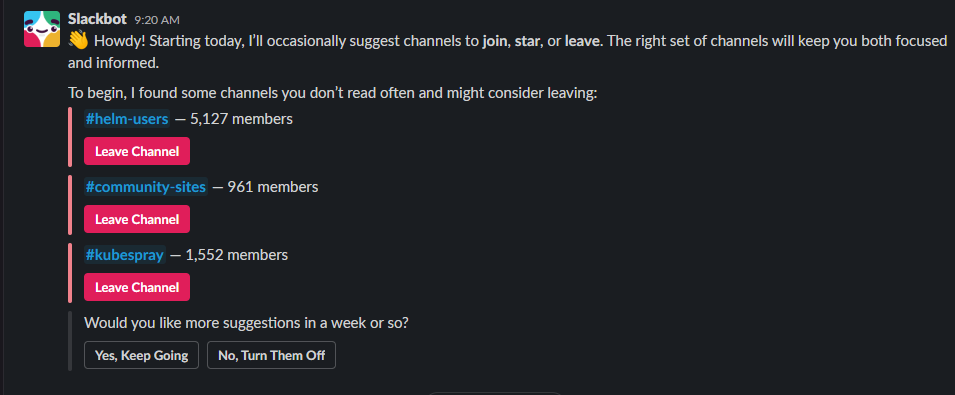 Slackbot 9:20 AM
👋 Howdy! Starting today, I’ll occasionally suggest channels to join, star, or leave. The right set of channels will keep you both focused
and informed.
To begin, I found some channels you don’t read often and might consider leaving:
#helm-users — 5,127 members
Leave Channel
#community-sites — 961 members
Leave Channel
#kubespray — 1,552 members
Leave Channel
Would you like more suggestions in a week or so?
Yes, Keep Going No, Turn Them Off